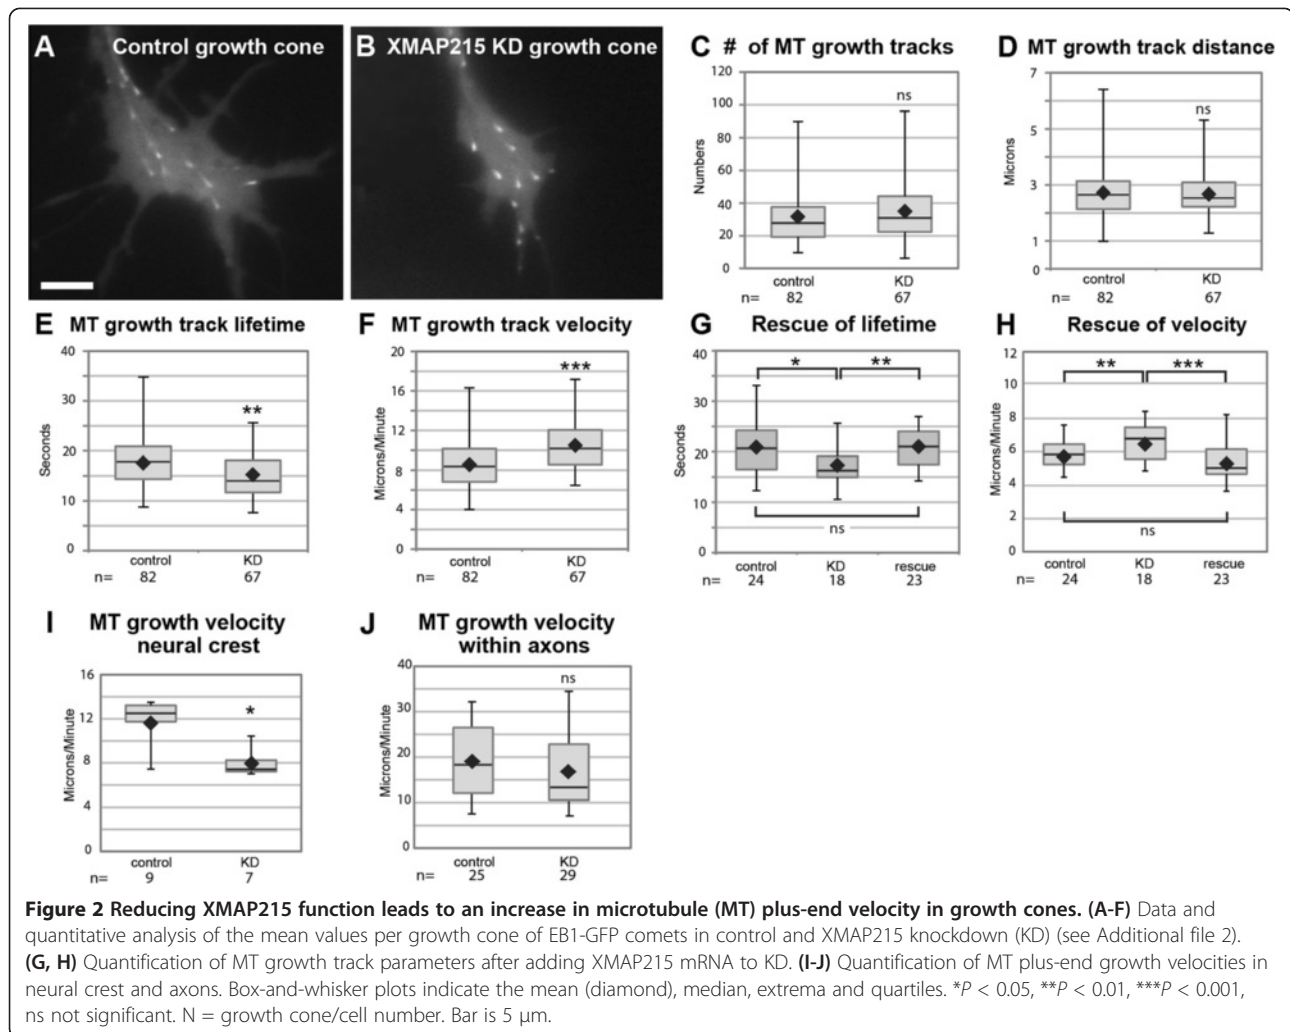 A Control growth cone
B XMAP215 KD growth cone
C # of MT growth tracks
Numbers
120
100
80
60
40
20
0
ns
control KD
n= 82 67
D MT growth track distance
Microns
7
5
3
1
0
ns
control KD
n= 82 67
E MT growth track lifetime
Seconds
40
30
20
10
0
**
control KD
n= 82 67
F MT growth track velocity
Microns/Minute
20
16
12
8
4
0
***
control KD
n= 82 67
G Rescue of lifetime
Seconds
40
30
20
10
0
* **
ns
control KD rescue
n= 24 18 23
H Rescue of velocity
Microns/Minute
12
10
8
6
4
2
0
** ***
ns
control KD rescue
n= 24 18 23
I MT growth velocity
neural crest
Microns/Minute
16
12
8
4
0
*
control KD
n= 9 7
J MT growth velocity
within axons
Microns/Minute
40
30
20
10
0
ns
control KD
n= 25 29
Figure 2 Reducing XMAP215 function leads to an increase in microtubule (MT) plus-end velocity in growth cones. (A-F) Data and
quantitative analysis of the mean values per growth cone of EB1-GFP comets in control and XMAP215 knockdown (KD) (see Additional file 2).
(G, H) Quantification of MT growth track parameters after adding XMAP215 mRNA to KD. (I-J) Quantification of MT plus-end growth velocities in
neural crest and axons. Box-and-whisker plots indicate the mean (diamond), median, extrema and quartiles. *P < 0.05, **P < 0.01, ***P < 0.001,
ns not significant. N = growth cone/cell number. Bar is 5 μm.